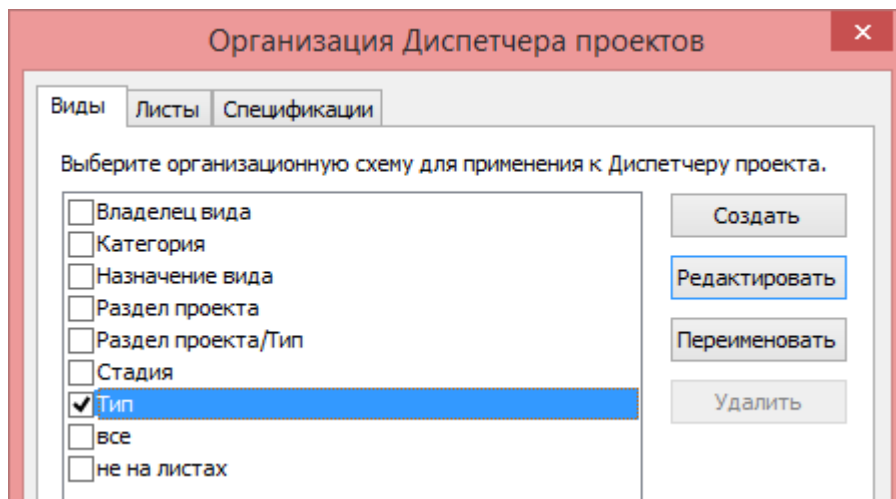 Организация Диспетчера проектов
Виды Листы Спецификации
Выберите организационную схему для применения к Диспетчеру проекта.
Владелец вида
Категория
Назначение вида
Раздел проекта
Раздел проекта/Тип
Стадия
Тип
все
не на листах
Создать
Редактировать
Переименовать
Удалить